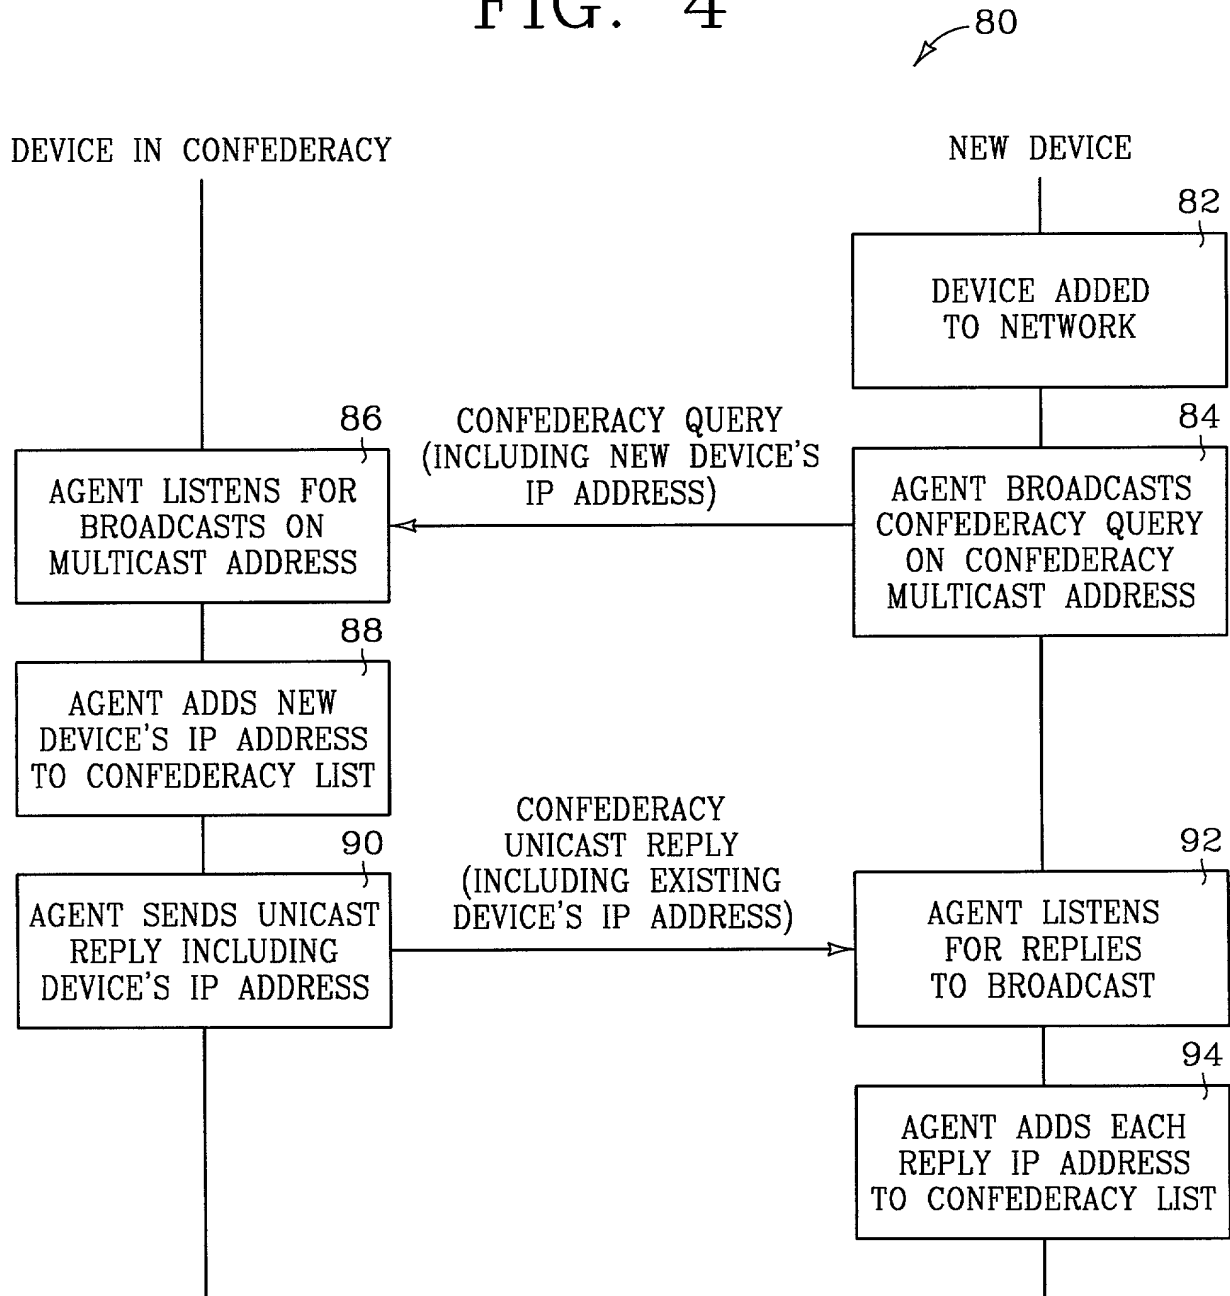 FIG. 4
80
DEVICE IN CONFEDERACY
NEW DEVICE
82
DEVICE ADDED
TO NETWORK
86
AGENT LISTENS FOR
BROADCASTS ON
MULTICAST ADDRESS
CONFEDERACY QUERY
(INCLUDING NEW DEVICE'S
IP ADDRESS)
84
AGENT BROADCASTS
CONFEDERACY QUERY
ON CONFEDERACY
MULTICAST ADDRESS
88
AGENT ADDS NEW
DEVICE'S IP ADDRESS
TO CONFEDERACY LIST
90
AGENT SENDS UNICAST
REPLY INCLUDING
DEVICE'S IP ADDRESS
CONFEDERACY
UNICAST REPLY
(INCLUDING EXISTING
DEVICE'S IP ADDRESS)
92
AGENT LISTENS
FOR REPLIES
TO BROADCAST
94
AGENT ADDS EACH
REPLY IP ADDRESS
TO CONFEDERACY LIST